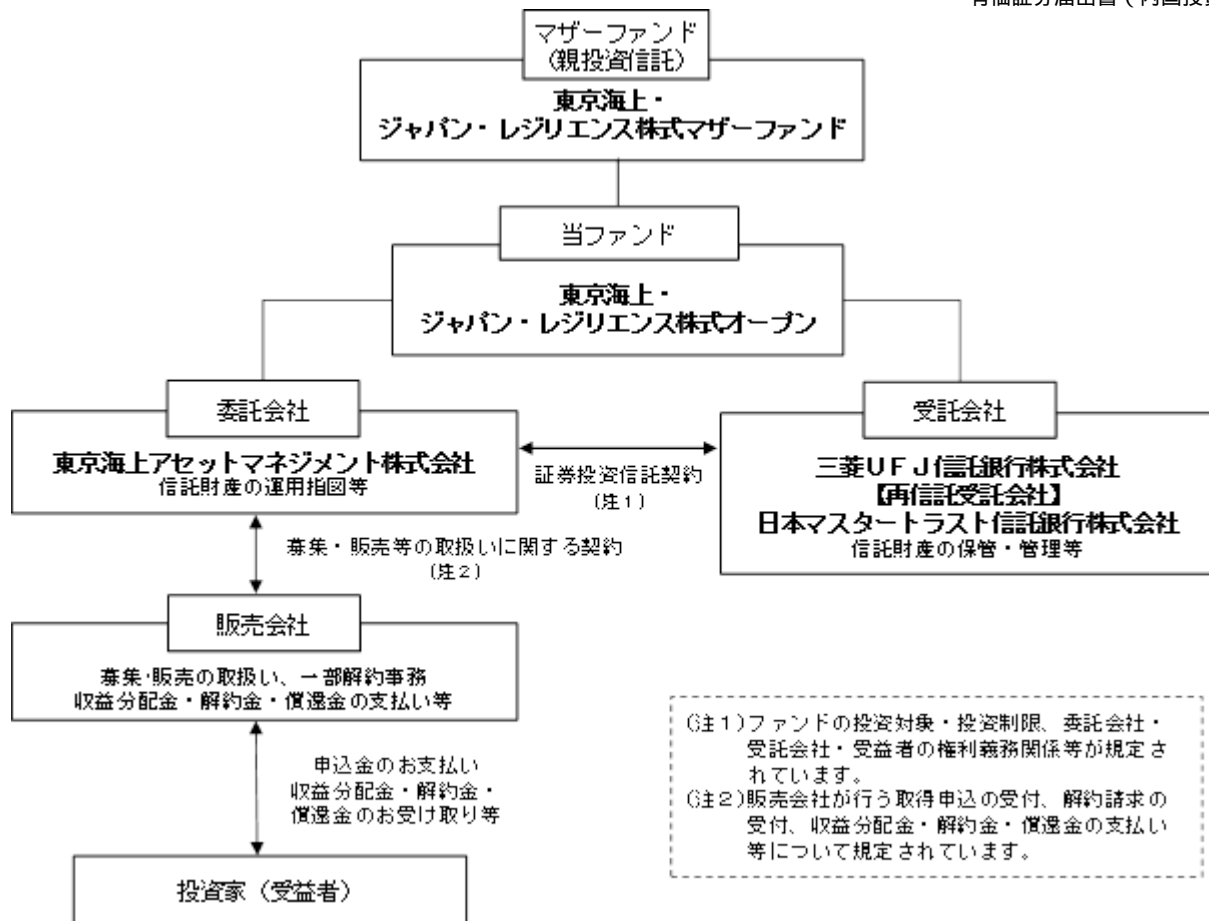 有価証券届出書（内国投資
マザーファンド
（親投資信託）
東京海上・
ジャパン・レジリエンス株式マザーファンド
当ファンド
東京海上・
ジャパン・レジリエンス株式オープン
委託会社
東京海上アセットマネジメント株式会社
信託財産の運用指図等
証券投資信託契約
（注１）
受託会社
三菱ＵＦＪ信託銀行株式会社
【再信託受託会社】
日本マスタートラスト信託銀行株式会社
信託財産の保管・管理等
募集・販売等の取扱いに関する契約
（注２）
販売会社
募集・販売の取扱い、一部解約事務
収益分配金・解約金・償還金の支払い等
申込金のお支払い
収益分配金・解約金・
償還金のお受け取り等
投資家（受益者）
（注１）ファンドの投資対象・投資制限、委託会社・
受託会社・受益者の権利義務関係等が規定さ
れています。
（注２）販売会社が行う取得申込の受付、解約請求の
受付、収益分配金・解約金・償還金の支払い
等について規定されています。